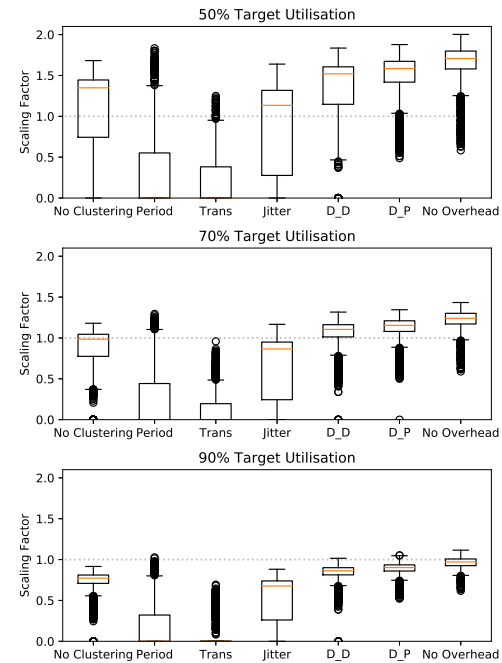 50% Target Utilisation
2.0
1.5
1.0
0.5
0.0
Scaling Factor
No Clustering Period Trans Jitter D_D D_P No Overhead
70% Target Utilisation
2.0
1.5
1.0
0.5
0.0
Scaling Factor
No Clustering Period Trans Jitter D_D D_P No Overhead
90% Target Utilisation
2.0
1.5
1.0
0.5
0.0
Scaling Factor
No Clustering Period Trans Jitter D_D D_P No Overhead